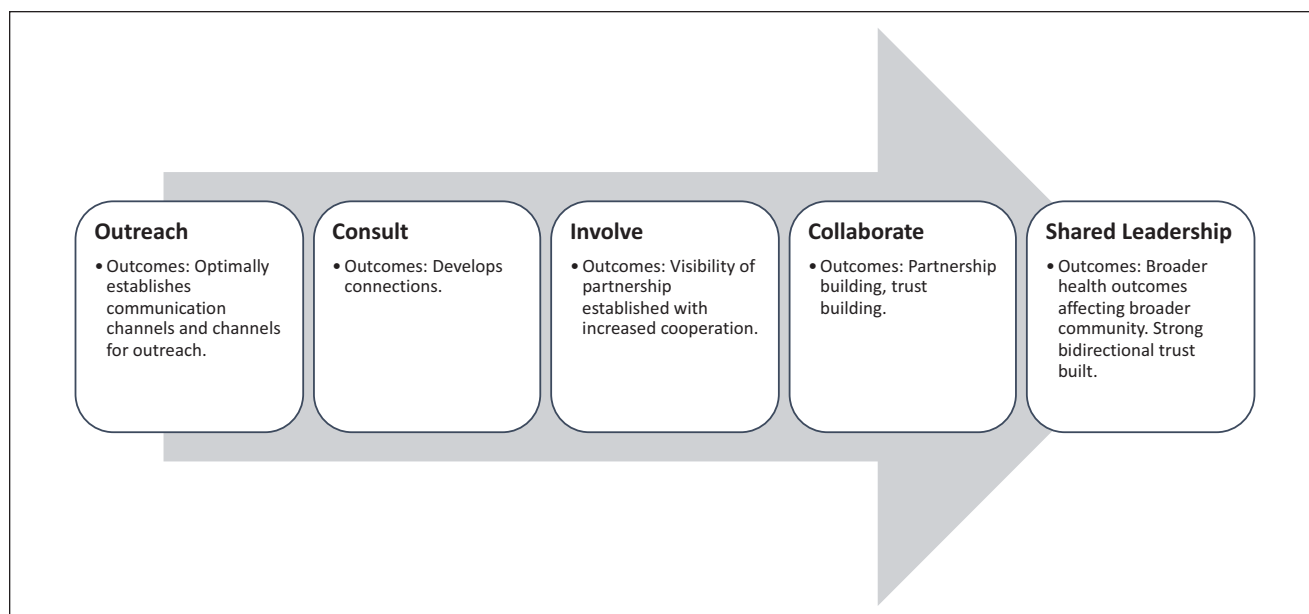 Outreach
• Outcomes: Optimally
establishes
communication
channels and channels
for outreach.
Consult
• Outcomes: Develops
connections.
Involve
• Outcomes: Visibility of
partnership
established with
increased cooperation.
Collaborate
• Outcomes: Partnership
building, trust
building.
Shared Leadership
• Outcomes: Broader
health outcomes
affecting broader
community. Strong
bidirectional trust
built.